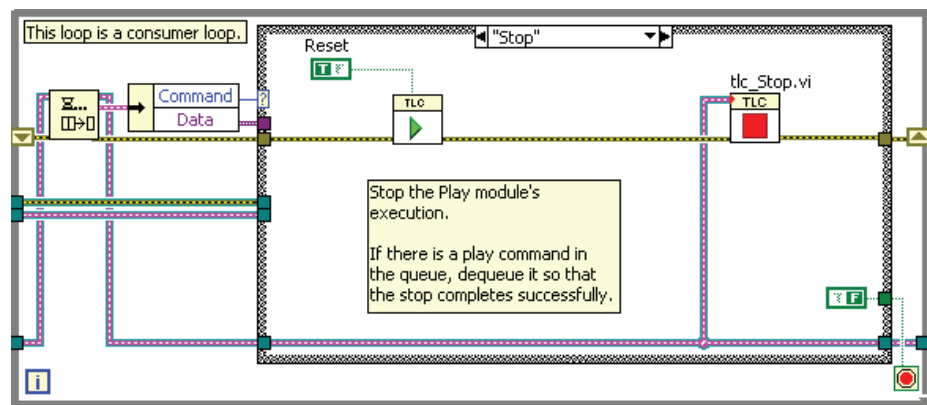 This loop is a consumer loop.
"Stop"
Reset
T
tlc_Stop.vi
Command
Data
?
TLC
TLC
Stop the Play module's
execution.
If there is a play command in
the queue, dequeue it so that
the stop completes successfully.
F
i